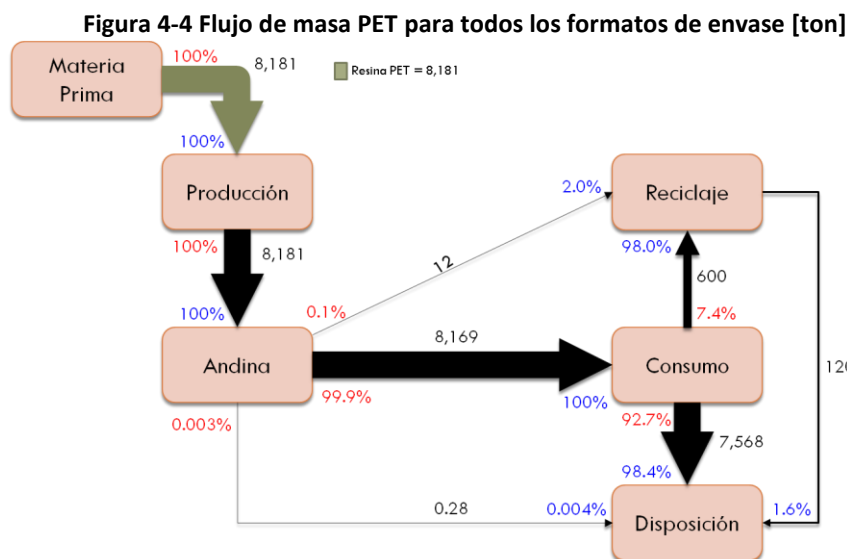 Figura 4-4 Flujo de masa PET para todos los formatos de envase [ton]
Materia
Prima
100%
8,181
Resina PET = 8,181
100%
Producción
2.0%
Reciclaje
100%
8,181
98.0%
12
600
100%
0.1%
7.4%
Andina
8,169
Consumo
120
99.9%
100%
92.7%
0.003%
7,568
98.4%
0.28
0.004%
1.6%
Disposición